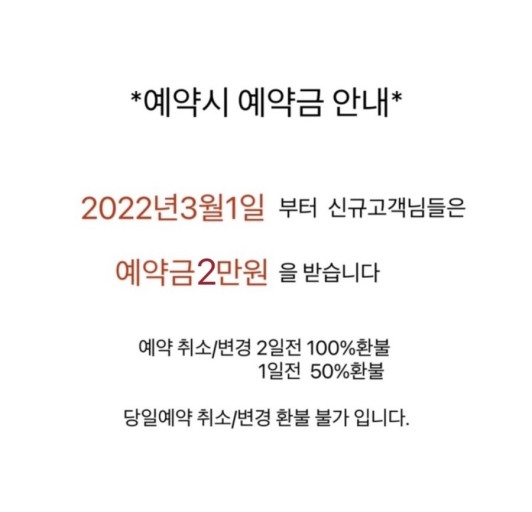 *예약시 예약금 안내*
2022년3월1일 부터 신규고객님들은
예약금2만원 을 받습니다
예약 취소/변경 2일전 100%환불
1일전 50%환불
당일예약 취소/변경 환불 불가 입니다.